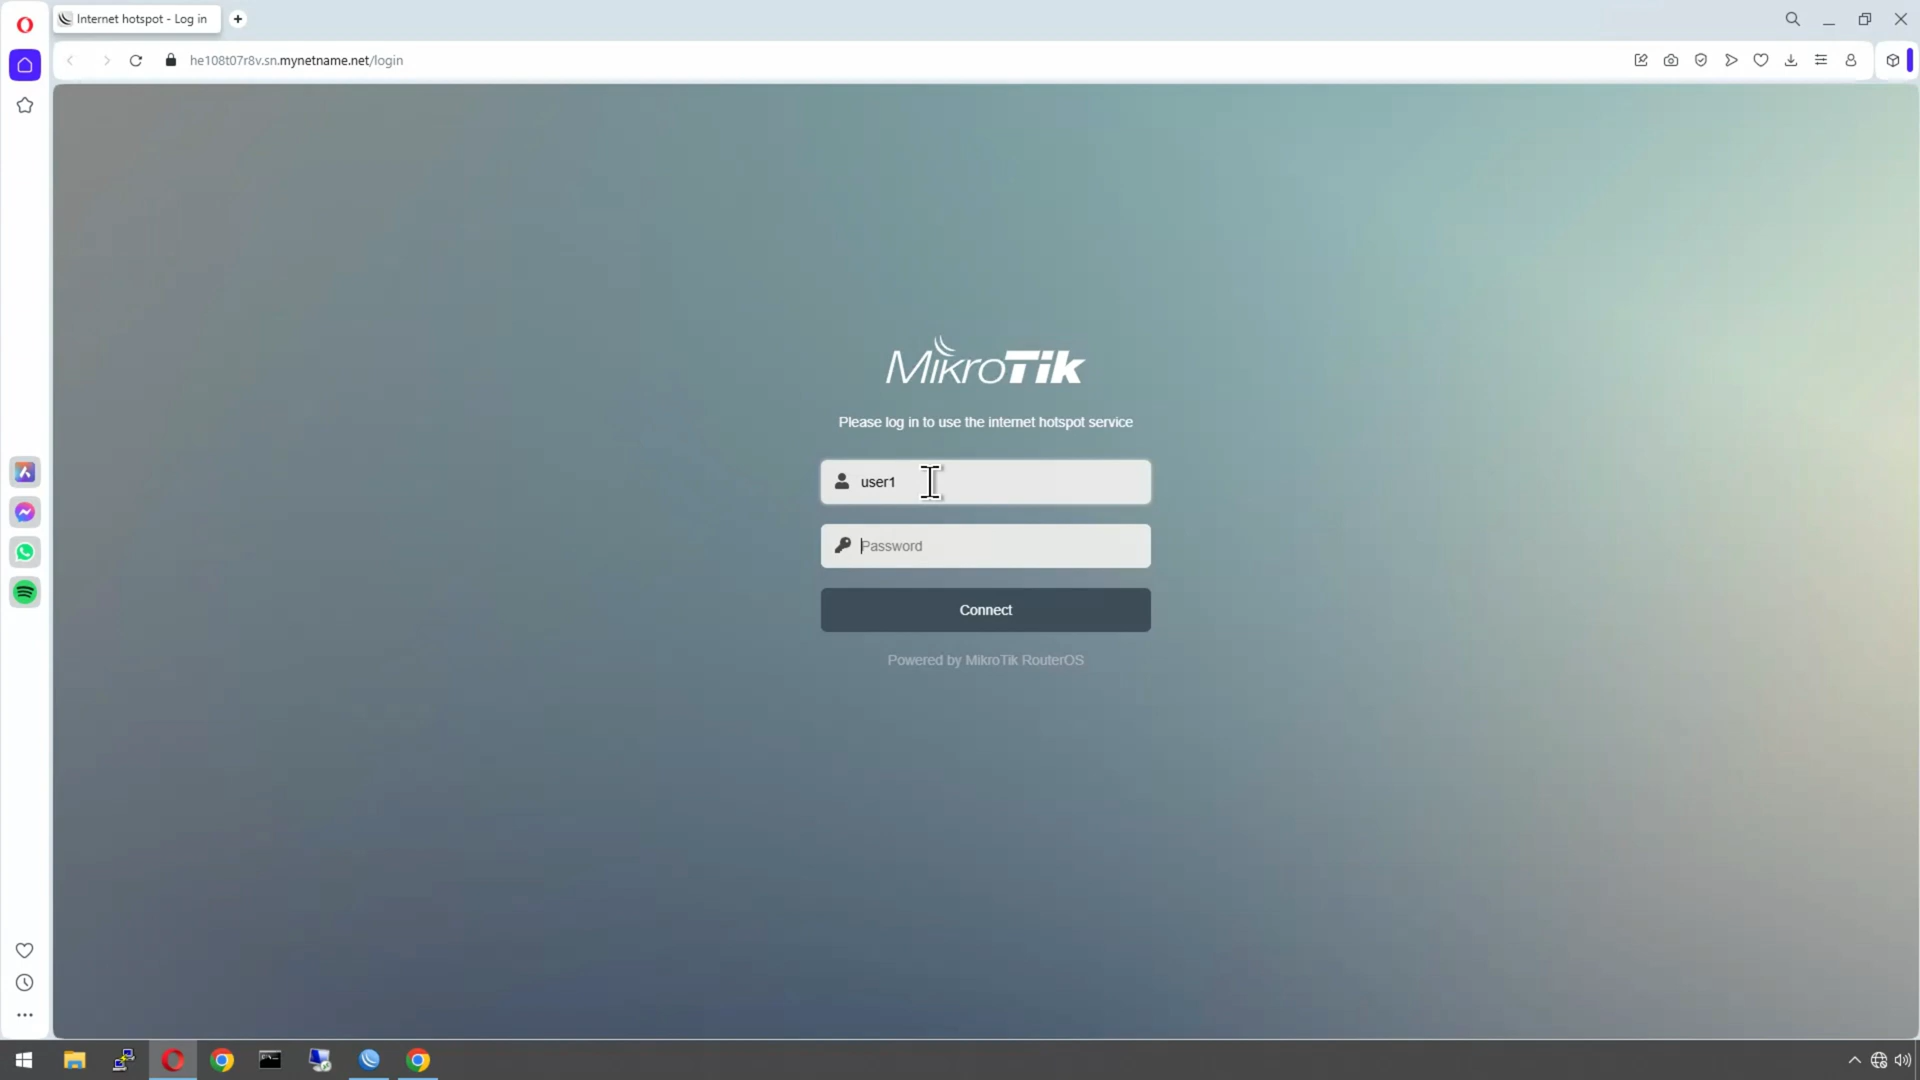 Internet hotspot - Log in
he108t07r8v.sn.mynetname.net/login
MikroTik
Please log in to use the internet hotspot service
user1
Password
Connect
Powered by MikroTik RouterOS